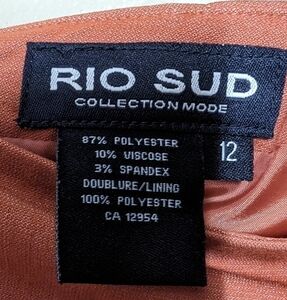 RIO SUD
COLLECTION MODE
12
87% POLYESTER
10% VISCOSE
3% SPANDEX
DOUBLURE/LINING
100% POLYESTER
CA 12954